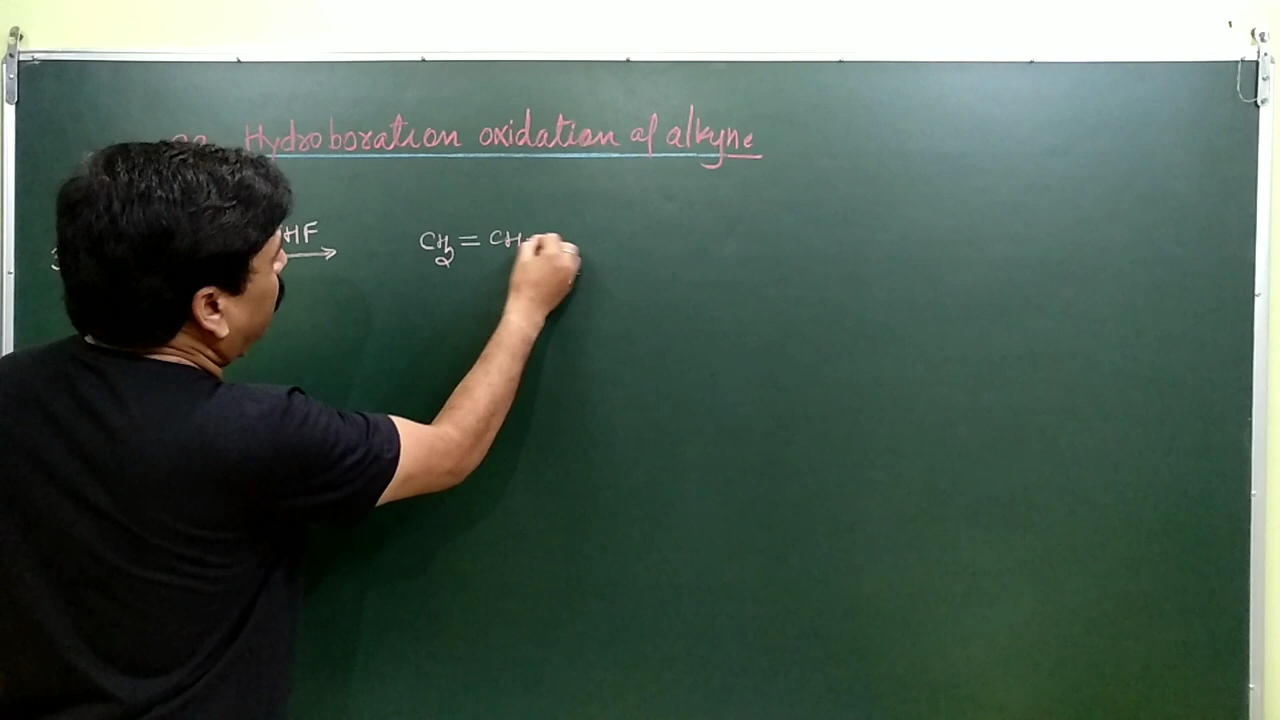 Hydroboration oxidation of alkyne
HF → CH2 = CH